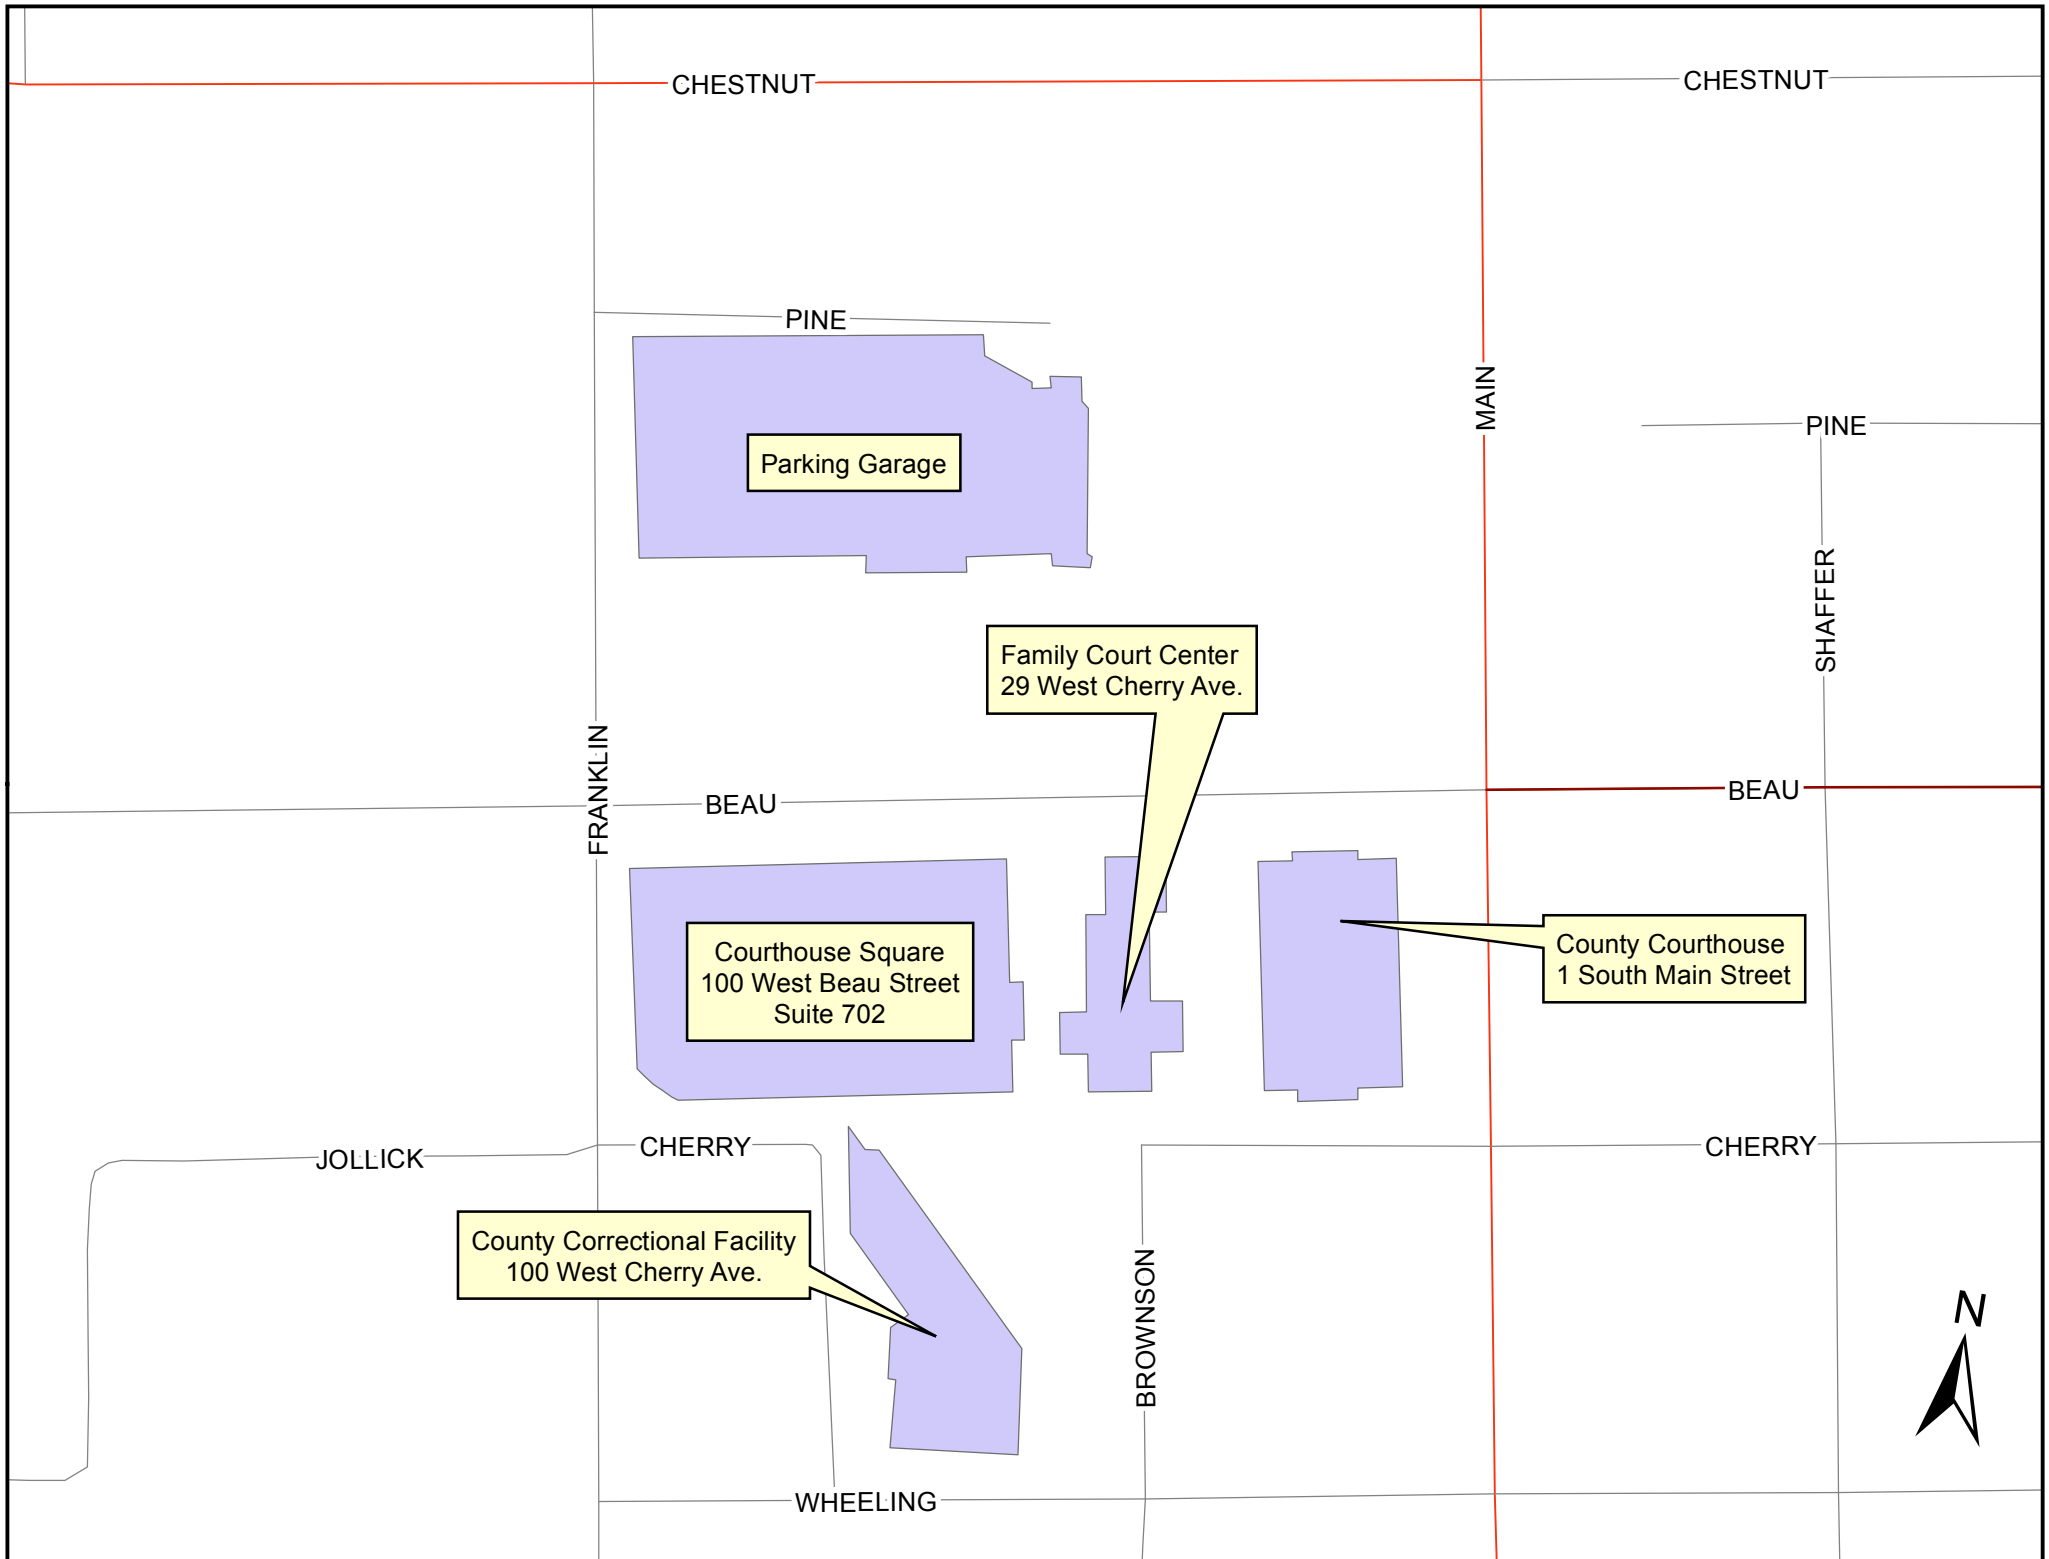 CHESTNUT
CHESTNUT
PINE
MAIN
PINE
Parking Garage
SHAFFER
Family Court Center
29 West Cherry Ave.
FRANKLIN
BEAU
BEAU
Courthouse Square
100 West Beau Street
Suite 702
County Courthouse
1 South Main Street
JOLLICK
CHERRY
CHERRY
County Correctional Facility
100 West Cherry Ave.
BROWNSON
N
WHEELING